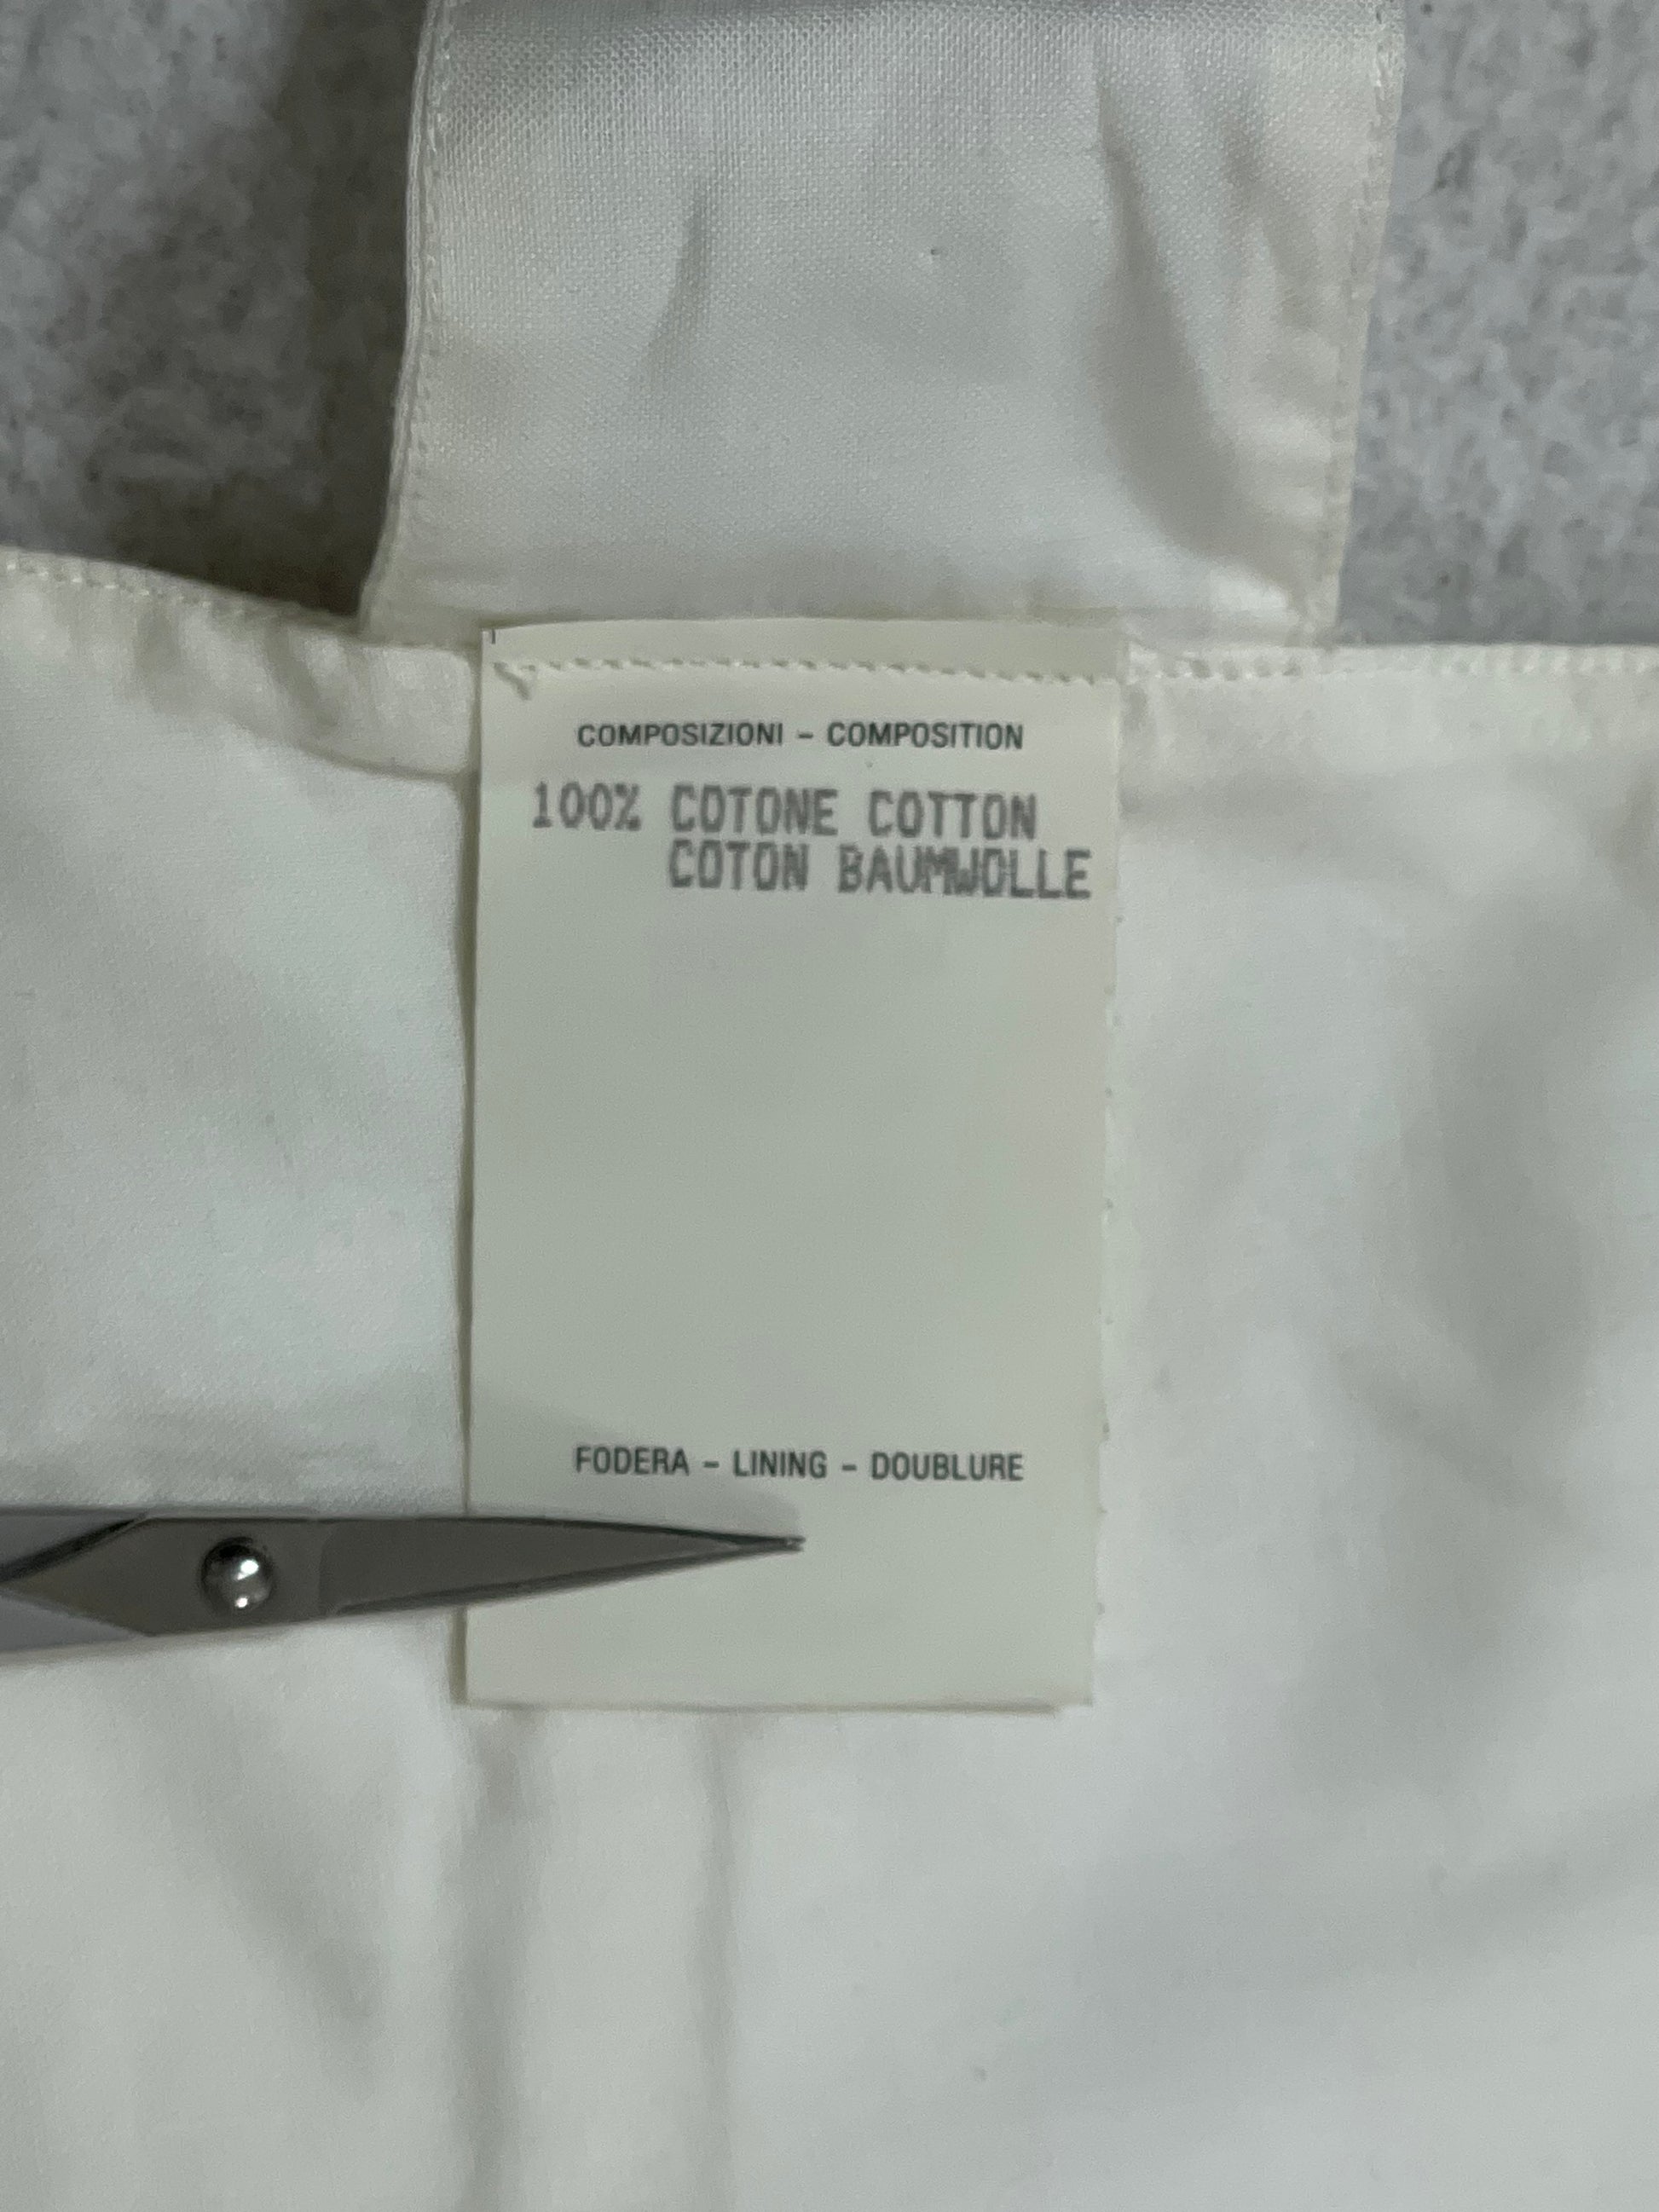 COMPOSIZIONI – COMPOSITION
100% COTONE COTTON
COTON BAUMWOLLE
FODERA – LINING – DOUBLURE